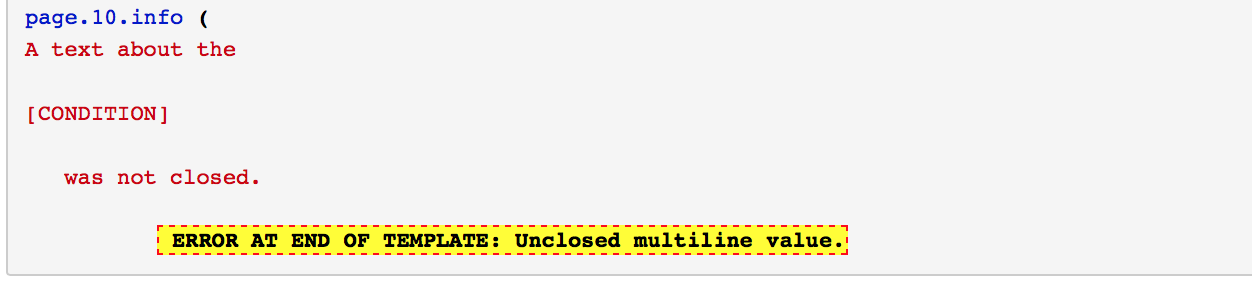 page.10.info (
A text about the
[CONDITION]
was not closed.
ERROR AT END OF TEMPLATE: Unclosed multiline value.